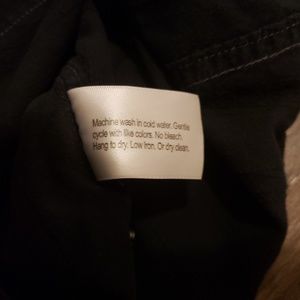 Machine wash in cold water. Gentle
cycle with like colors. No bleach.
Hang to dry. Low Iron. Or dry clean.